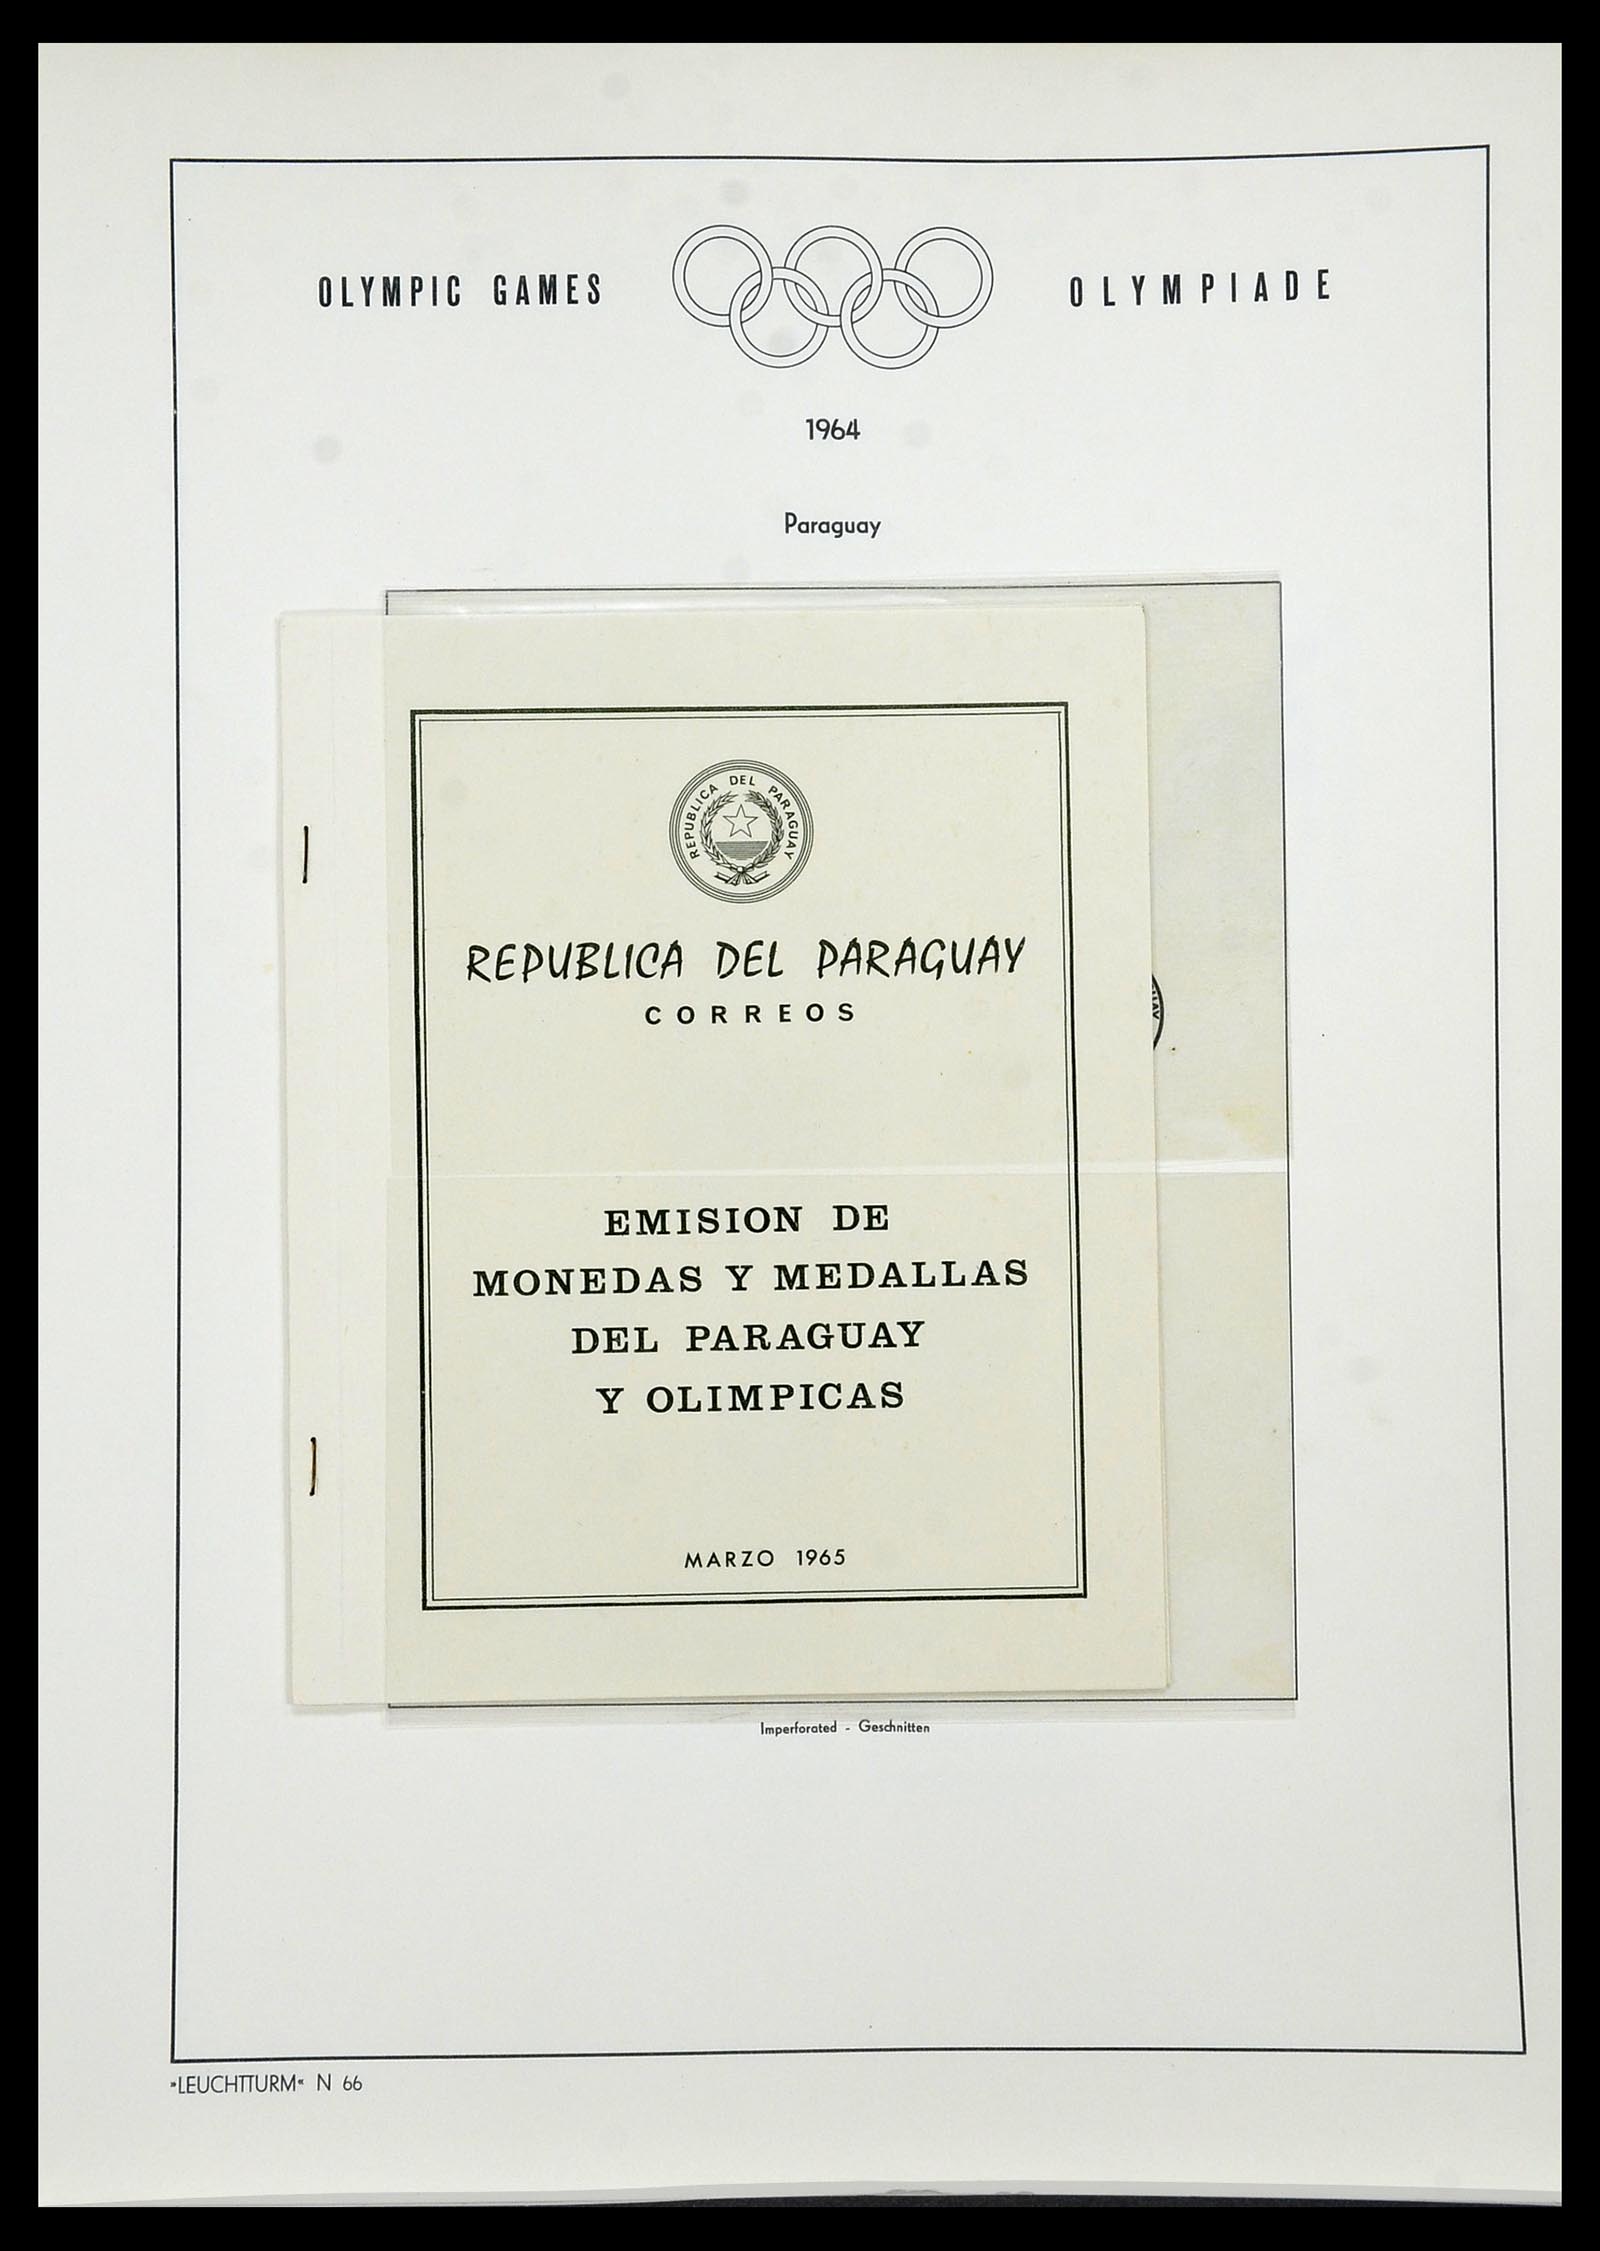 OLYMPIC GAMES OLYMPIADE
1964
Paraguay
REPUBLICA DEL PARAGUAY
REPUBLICA DEL PARAGUAY
CORREOS
EMISION DE
MONEDAS Y MEDALLAS
DEL PARAGUAY
Y OLIMPICAS
MARZO 1965
Imperforated - Geschnitten
»LEUCHTTURM« N 66